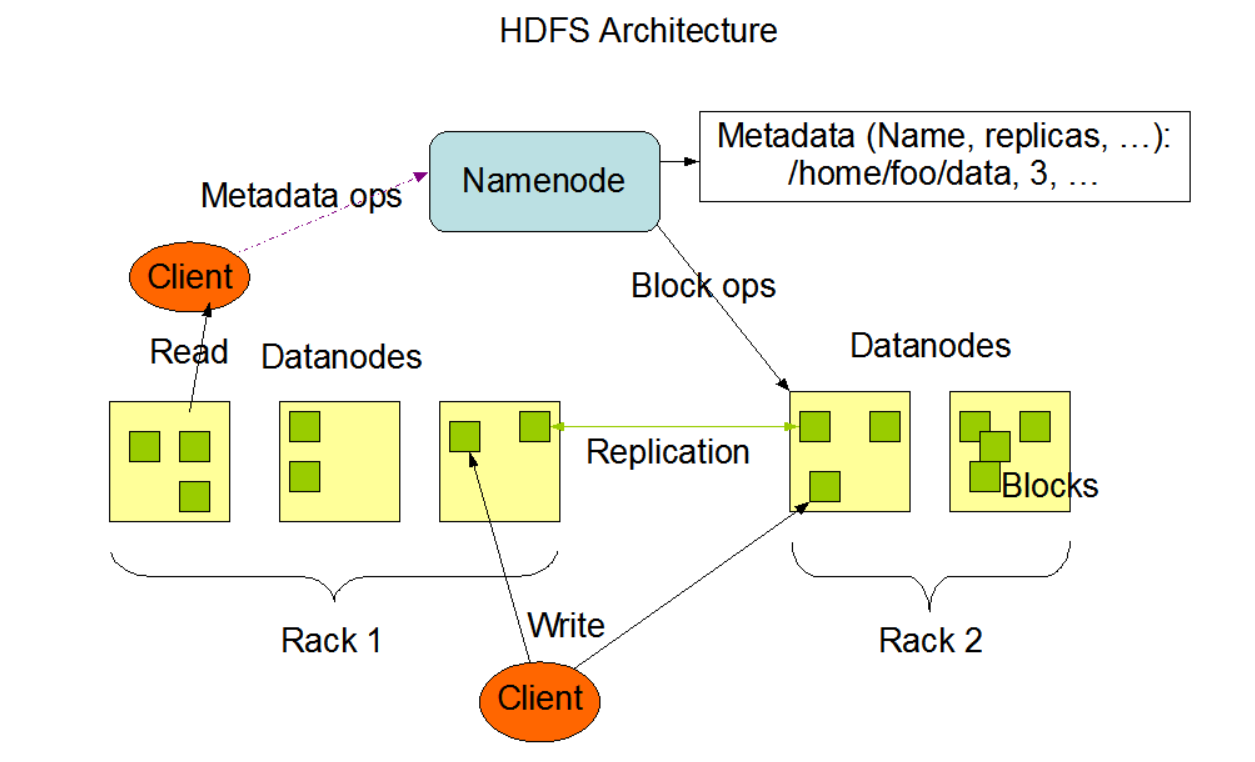 HDFS Architecture
Metadata (Name, replicas, …):
/home/foo/data, 3, …
Namenode
Metadata ops
Client
Block ops
Read
Datanodes
Datanodes
Replication
Blocks
Rack 1
Write
Rack 2
Client